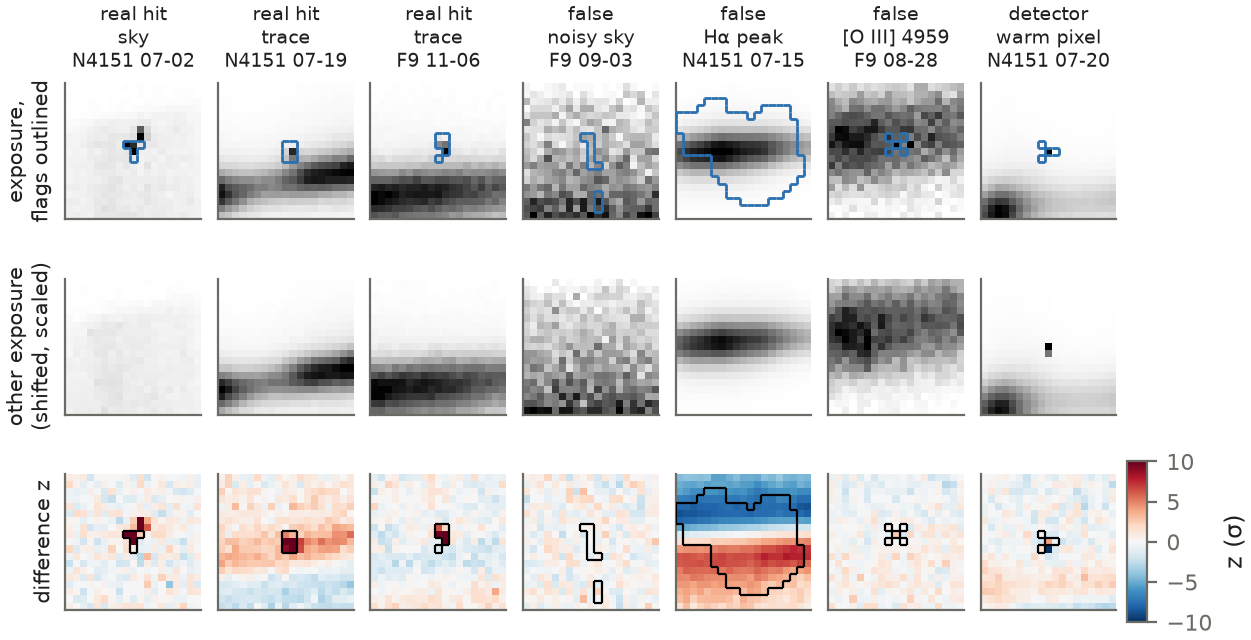 real hit
sky
N4151 07-02
real hit
trace
N4151 07-19
real hit
trace
F9 11-06
false
noisy sky
F9 09-03
false
Hα peak
N4151 07-15
false
[O III] 4959
F9 08-28
detector
warm pixel
N4151 07-20
exposure,
flags outlined
other exposure
(shifted, scaled)
difference z
10
5
0
−5
−10
z (σ)